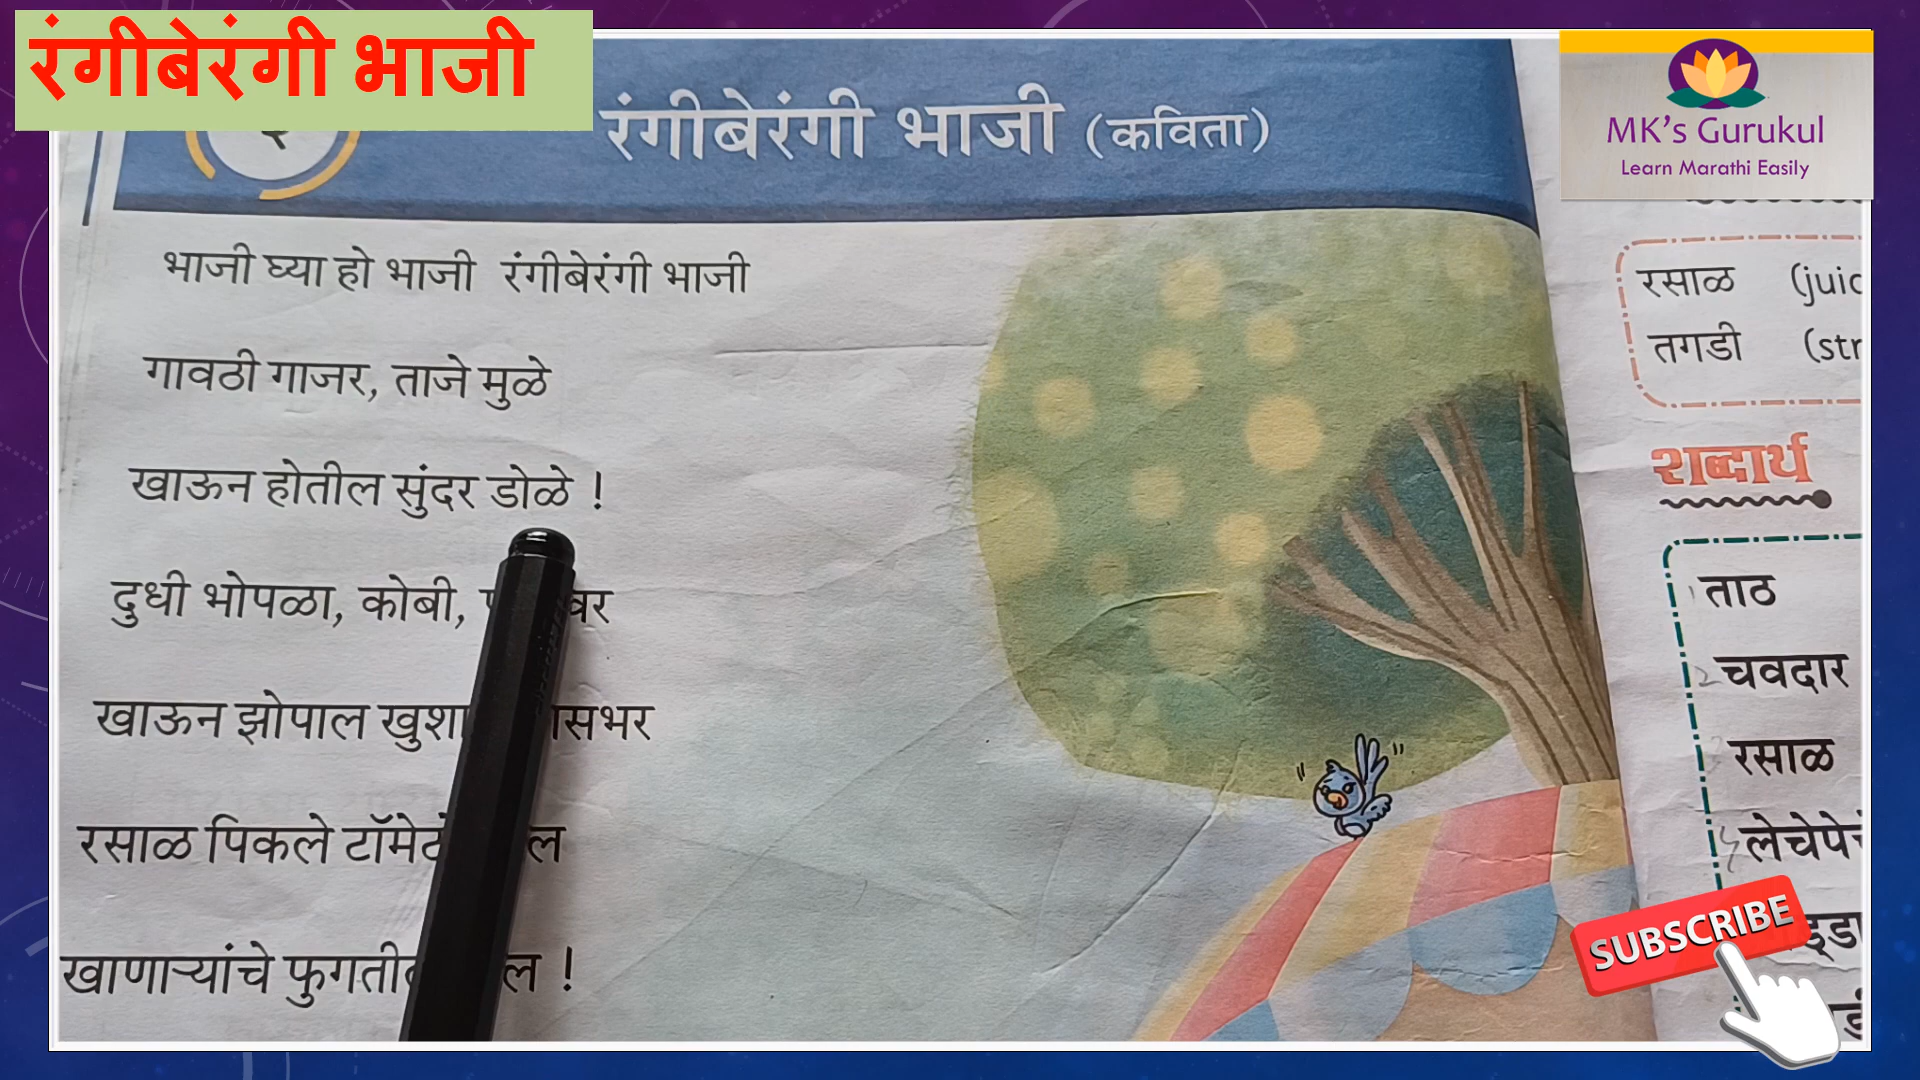 रंगीबेरंगी भाजी
रंगीबेरंगी भाजी (कविता)
MK's Gurukul
Learn Marathi Easily
भाजी घ्या हो भाजी रंगीबेरंगी भाजी
गावठी गाजर, ताजे मुळे
खाऊन होतील सुंदर डोळे !
दुधी भोपळा, कोबी,
खाऊन झोपाल
रसाळ पिकले
खाणाऱ्यांचे
रसाळ
तगडी
शब्दार्थ
ताठ
चवदार
रसाळ
SUBSCRIBE